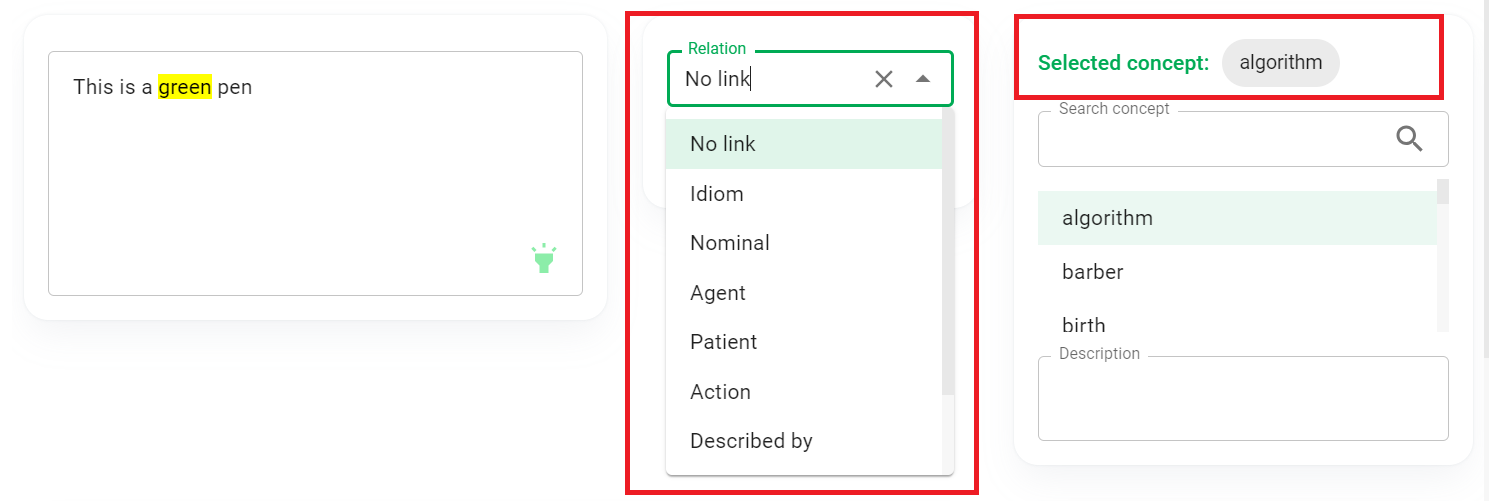 This is a green pen
Relation
No link
No link
Idiom
Nominal
Agent
Patient
Action
Described by
Selected concept: algorithm
Search concept
algorithm
barber
birth
Description